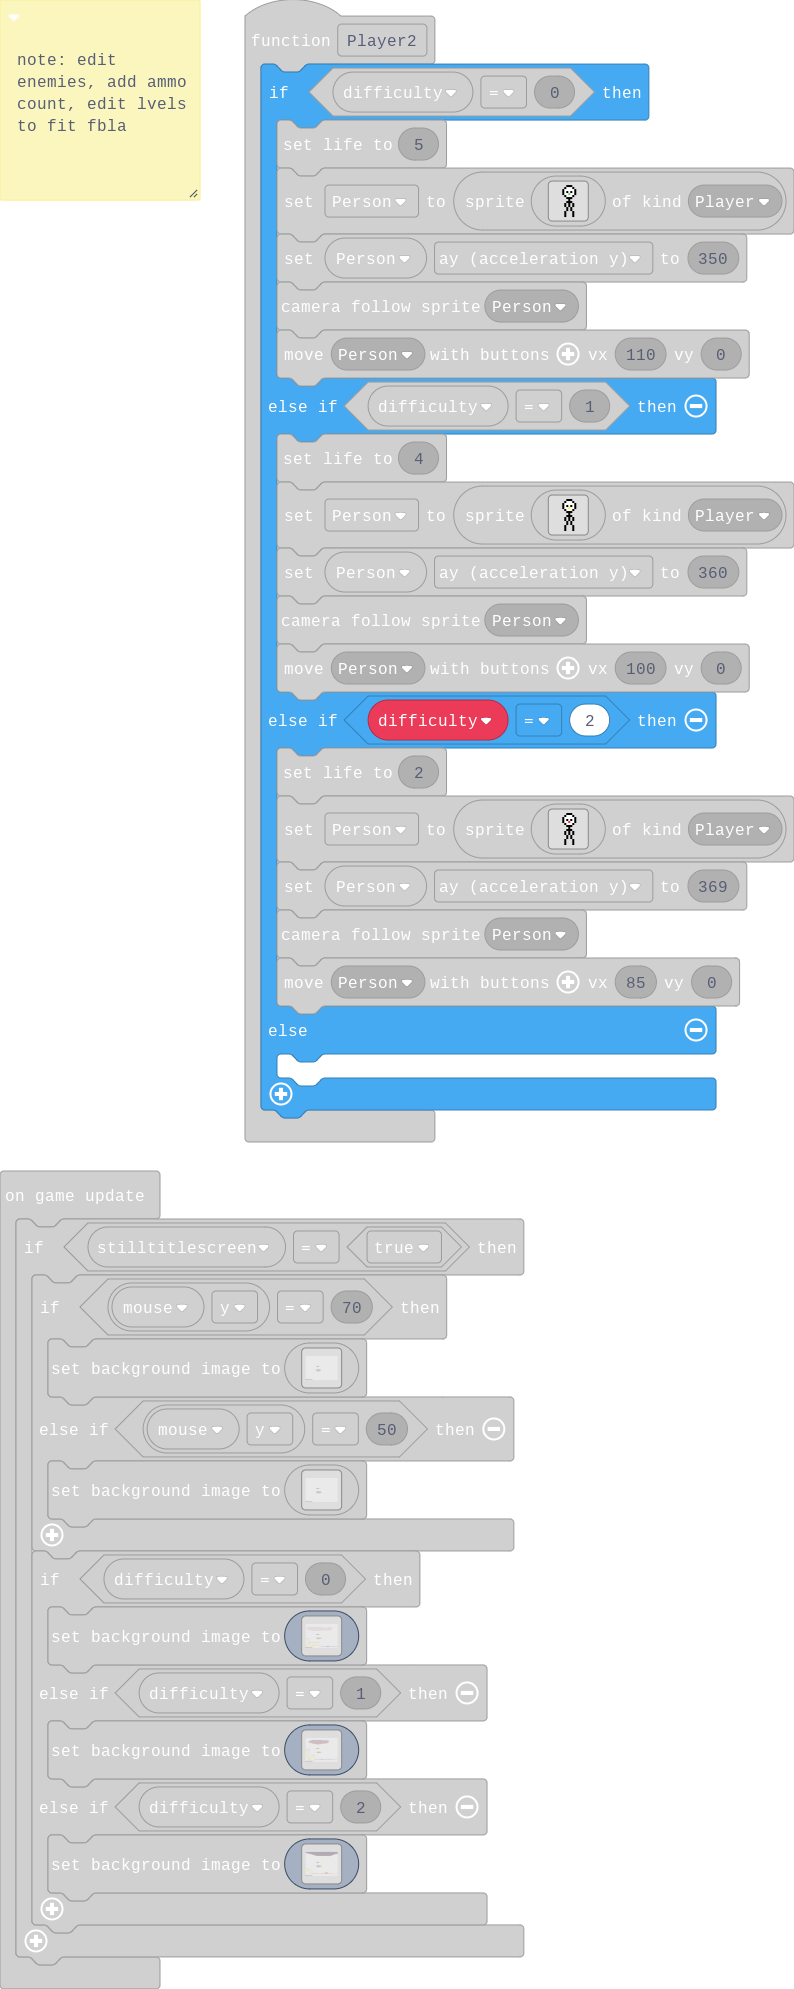 note: edit
enemies, add ammo
count, edit lvels
to fit fbla
function Player2
if difficulty = 0 then
set life to 5
set Person to sprite of kind Player
set Person ay (acceleration y) to 350
camera follow sprite Person
move Person with buttons vx 110 vy 0
else if difficulty = 1 then
set life to 4
set Person to sprite of kind Player
set Person ay (acceleration y) to 360
camera follow sprite Person
move Person with buttons vx 100 vy 0
else if difficulty = 2 then
set life to 2
set Person to sprite of kind Player
set Person ay (acceleration y) to 369
camera follow sprite Person
move Person with buttons vx 85 vy 0
else
on game update
if stilltitlescreen = true then
if mouse y = 70 then
set background image to
else if mouse y = 50 then
set background image to
if difficulty = 0 then
set background image to
else if difficulty = 1 then
set background image to
else if difficulty = 2 then
set background image to